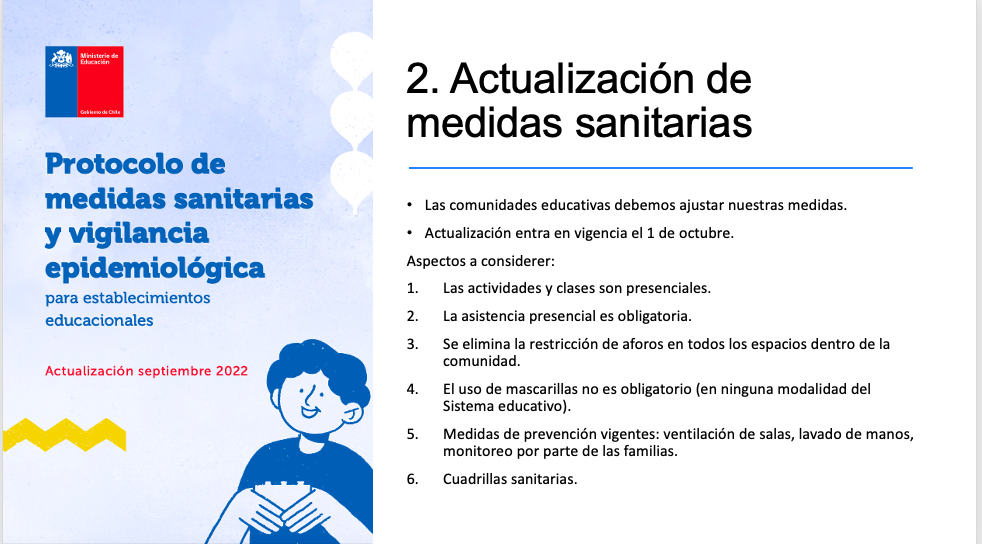 Ministerio de
Educación
Gobierno de Chile
Protocolo de
medidas sanitarias
y vigilancia
epidemiológica
para establecimientos
educacionales
Actualización septiembre 2022
2. Actualización de
medidas sanitarias
• Las comunidades educativas debemos ajustar nuestras medidas.
• Actualización entra en vigencia el 1 de octubre.
Aspectos a considerer:
1. Las actividades y clases son presenciales.
2. La asistencia presencial es obligatoria.
3. Se elimina la restricción de aforos en todos los espacios dentro de la
comunidad.
4. El uso de mascarillas no es obligatorio (en ninguna modalidad del
Sistema educativo).
5. Medidas de prevención vigentes: ventilación de salas, lavado de manos,
monitoreo por parte de las familias.
6. Cuadrillas sanitarias.